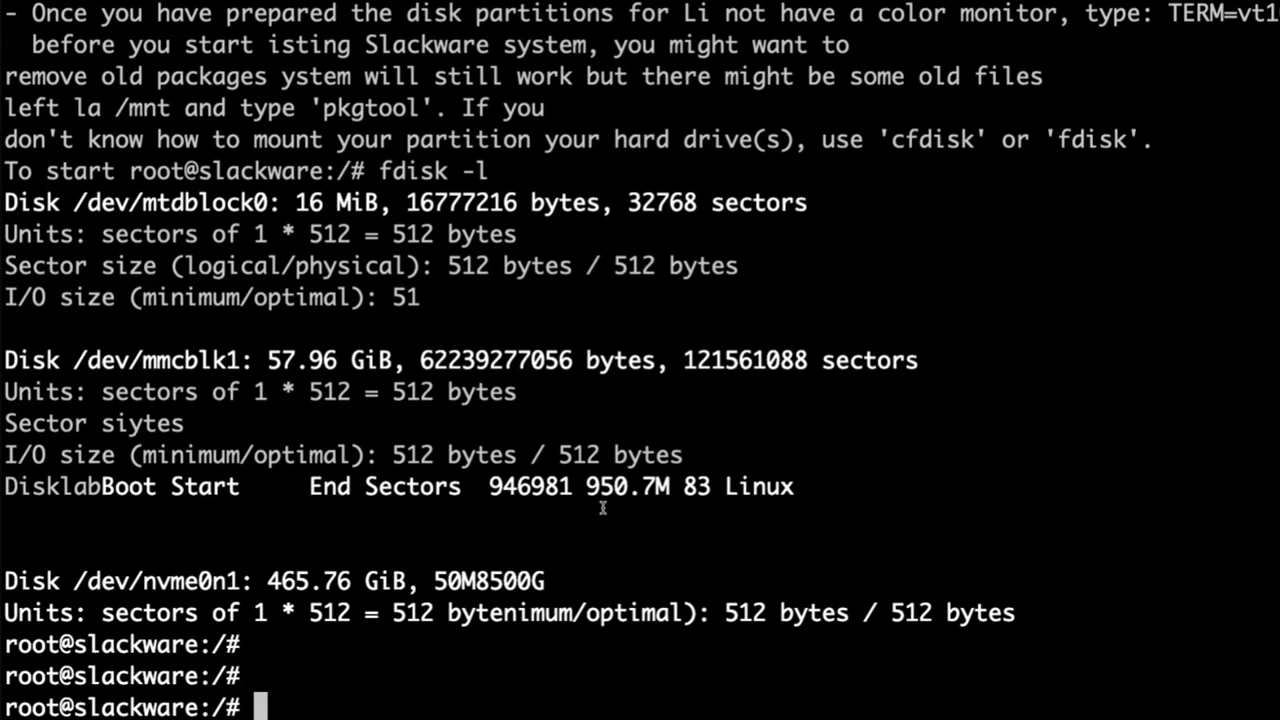 - Once you have prepared the disk partitions for Li not have a color monitor, type: TERM=vt1
before you start isting Slackware system, you might want to
remove old packages ystem will still work but there might be some old files
left la /mnt and type 'pkgtool'. If you
don't know how to mount your partition your hard drive(s), use 'cfdisk' or 'fdisk'.
To start root@slackware:/# fdisk -l
Disk /dev/mtdblock0: 16 MiB, 16777216 bytes, 32768 sectors
Units: sectors of 1 * 512 = 512 bytes
Sector size (logical/physical): 512 bytes / 512 bytes
I/O size (minimum/optimal): 51
Disk /dev/mmcblk1: 57.96 GiB, 62239277056 bytes, 121561088 sectors
Units: sectors of 1 * 512 = 512 bytes
Sector siytes
I/O size (minimum/optimal): 512 bytes / 512 bytes
DisklabBoot Start     End Sectors  946981 950.7M 83 Linux
Disk /dev/nvme0n1: 465.76 GiB, 50M8500G
Units: sectors of 1 * 512 = 512 bytenimum/optimal): 512 bytes / 512 bytes
root@slackware:/#
root@slackware:/#
root@slackware:/#